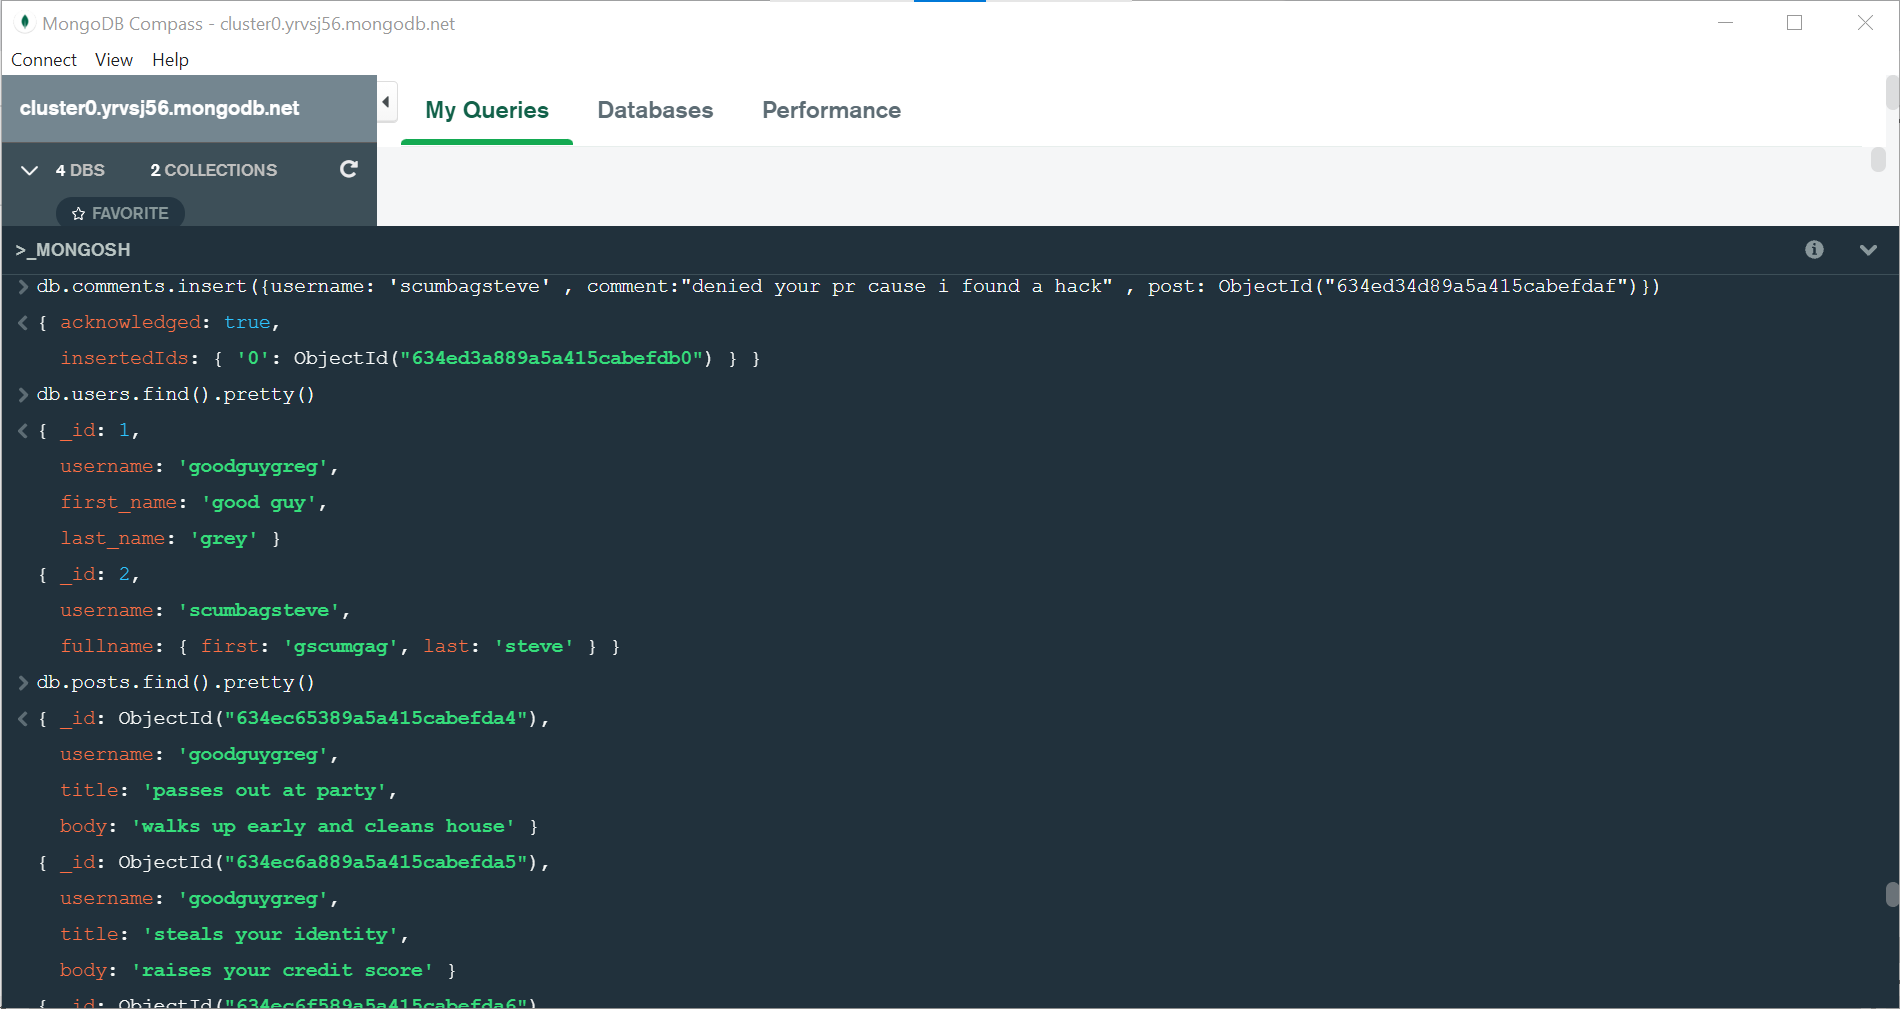 MongoDB Compass - cluster0.yrvsj56.mongodb.net
Connect View Help
cluster0.yrvsj56.mongodb.net
My Queries Databases Performance
4 DBS 2 COLLECTIONS
FAVORITE
>_MONGOSH
db.comments.insert({username: 'scumbagsteve' , comment:"denied your pr cause i found a hack" , post: ObjectId("634ed34d89a5a415cabefdaf")})
{ acknowledged: true,
insertedIds: { '0': ObjectId("634ed3a889a5a415cabefdb0") } }
db.users.find().pretty()
{ _id: 1,
username: 'goodguygreg',
first_name: 'good guy',
last_name: 'grey' }
{ _id: 2,
username: 'scumbagsteve',
fullname: { first: 'gscumgag', last: 'steve' } }
db.posts.find().pretty()
{ _id: ObjectId("634ec65389a5a415cabefda4"),
username: 'goodguygreg',
title: 'passes out at party',
body: 'walks up early and cleans house' }
{ _id: ObjectId("634ec6a889a5a415cabefda5"),
username: 'goodguygreg',
title: 'steals your identity',
body: 'raises your credit score' }
{ _id: ObjectId("634ec6f589a5a415cabefda6")